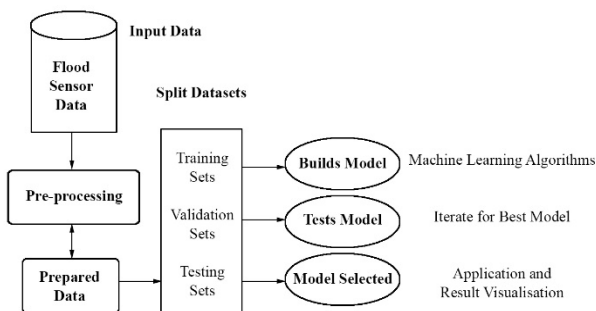 Input Data
Flood
Sensor
Data
Split Datasets
Pre-processing
Prepared
Data
Training
Sets
Validation
Sets
Testing
Sets
Builds Model
Machine Learning Algorithms
Tests Model
Iterate for Best Model
Model Selected
Application and
Result Visualisation